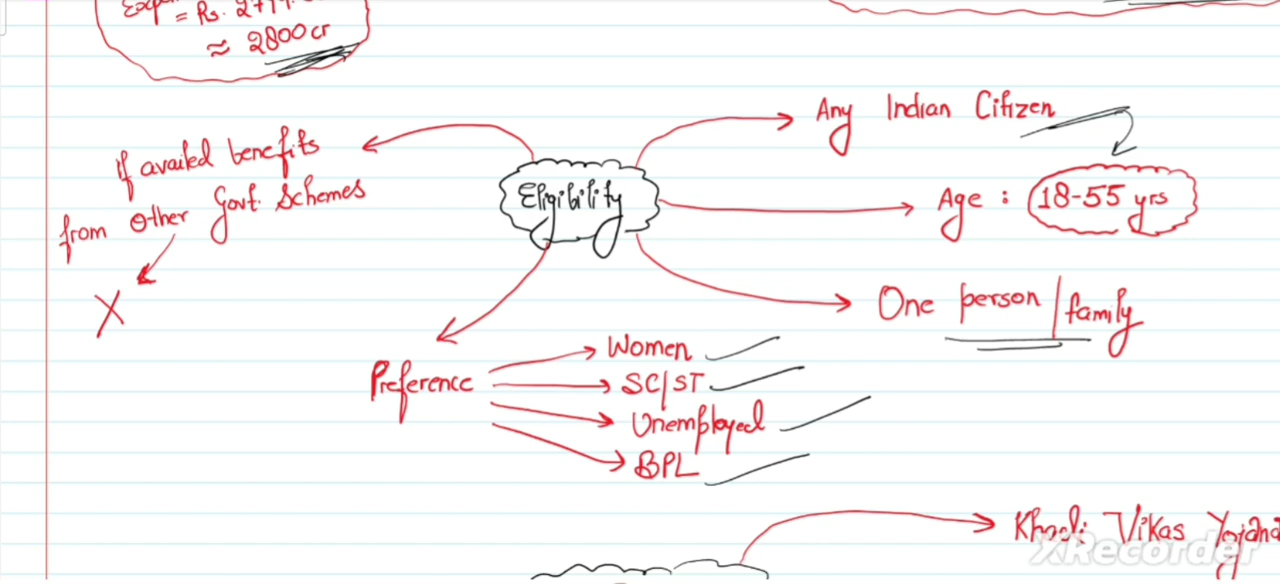 = Rs.
≈ 2800 cr
Any Indian Citizen
If availed benefits
from Other Govt. Schemes
X
Eligibility
Age : 18-55 yrs
One person/family
Preference
Women
SC/ST
Unemployed
BPL
Khadi Vikas Yojana
XRecorder